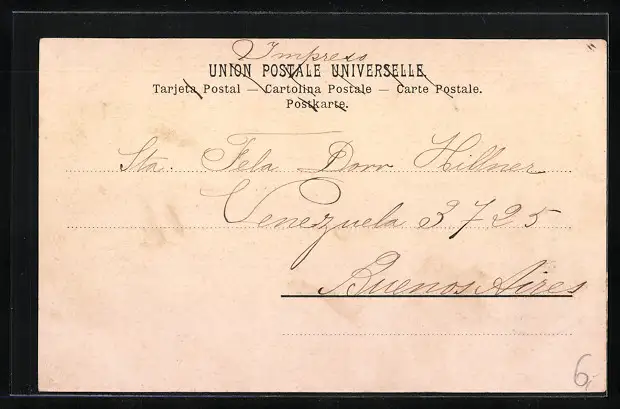 Impreso
UNION POSTALE UNIVERSELLE.
Tarjeta Postal — Cartolina Postale — Carte Postale.
Postkarte.
Sta. Fela Dorr Hillner
Venezuela 3725
Buenos Aires
6,-